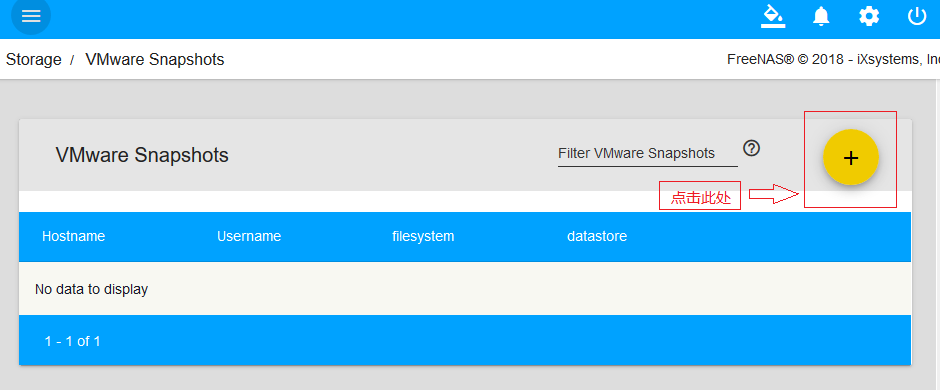 Storage / VMware Snapshots
FreeNAS® © 2018 - iXsystems, Inc
VMware Snapshots
Filter VMware Snapshots
点击此处
Hostname Username filesystem datastore
No data to display
1 - 1 of 1